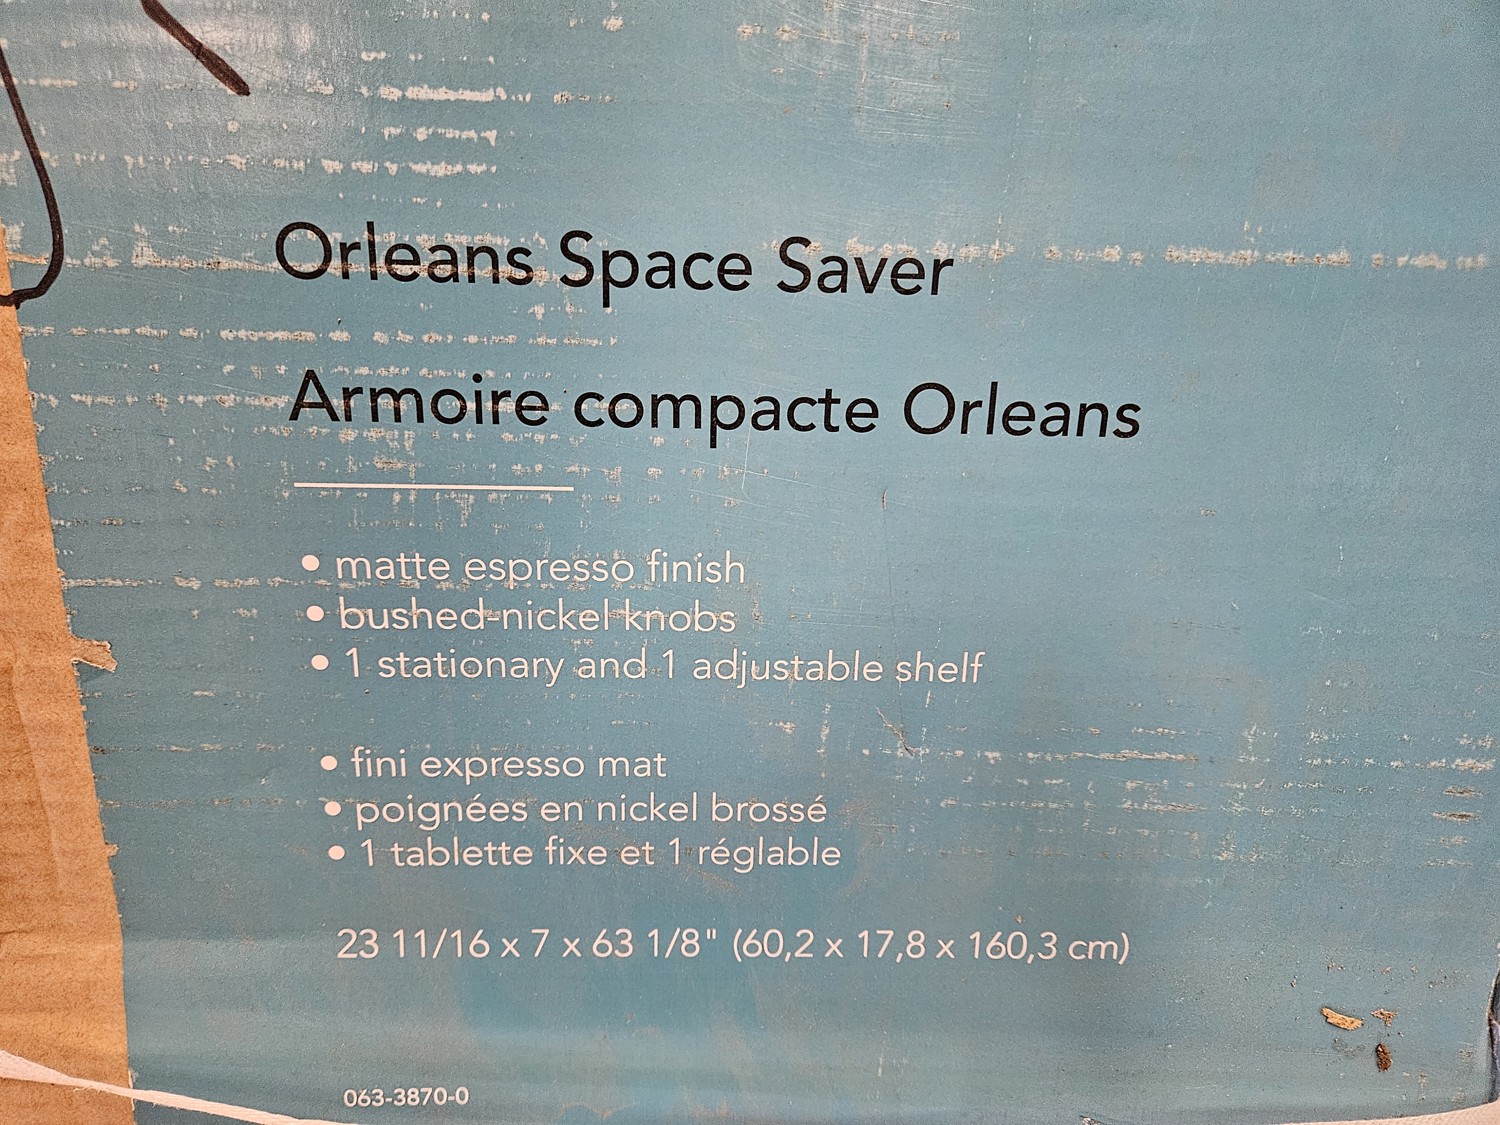 Orleans Space Saver
Armoire compacte Orleans
• matte espresso finish
• bushed-nickel knobs
• 1 stationary and 1 adjustable shelf
• fini expresso mat
• poignées en nickel brossé
• 1 tablette fixe et 1 réglable
23 11/16 x 7 x 63 1/8" (60,2 x 17,8 x 160,3 cm)
063-3870-0